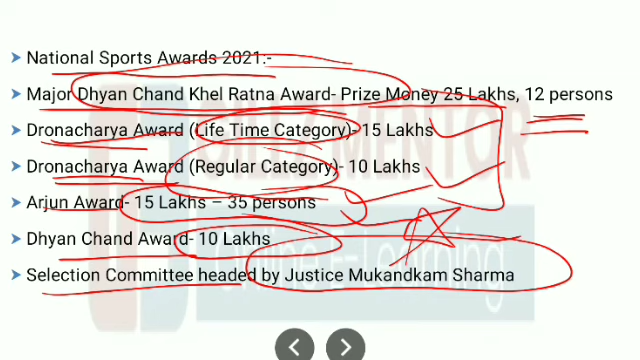 National Sports Awards 2021:-
Major Dhyan Chand Khel Ratna Award- Prize Money 25 Lakhs, 12 persons
Dronacharya Award (Life Time Category)- 15 Lakhs
Dronacharya Award (Regular Category)- 10 Lakhs
Arjun Award- 15 Lakhs – 35 persons
Dhyan Chand Award- 10 Lakhs
Selection Committee headed by Justice Mukandkam Sharma